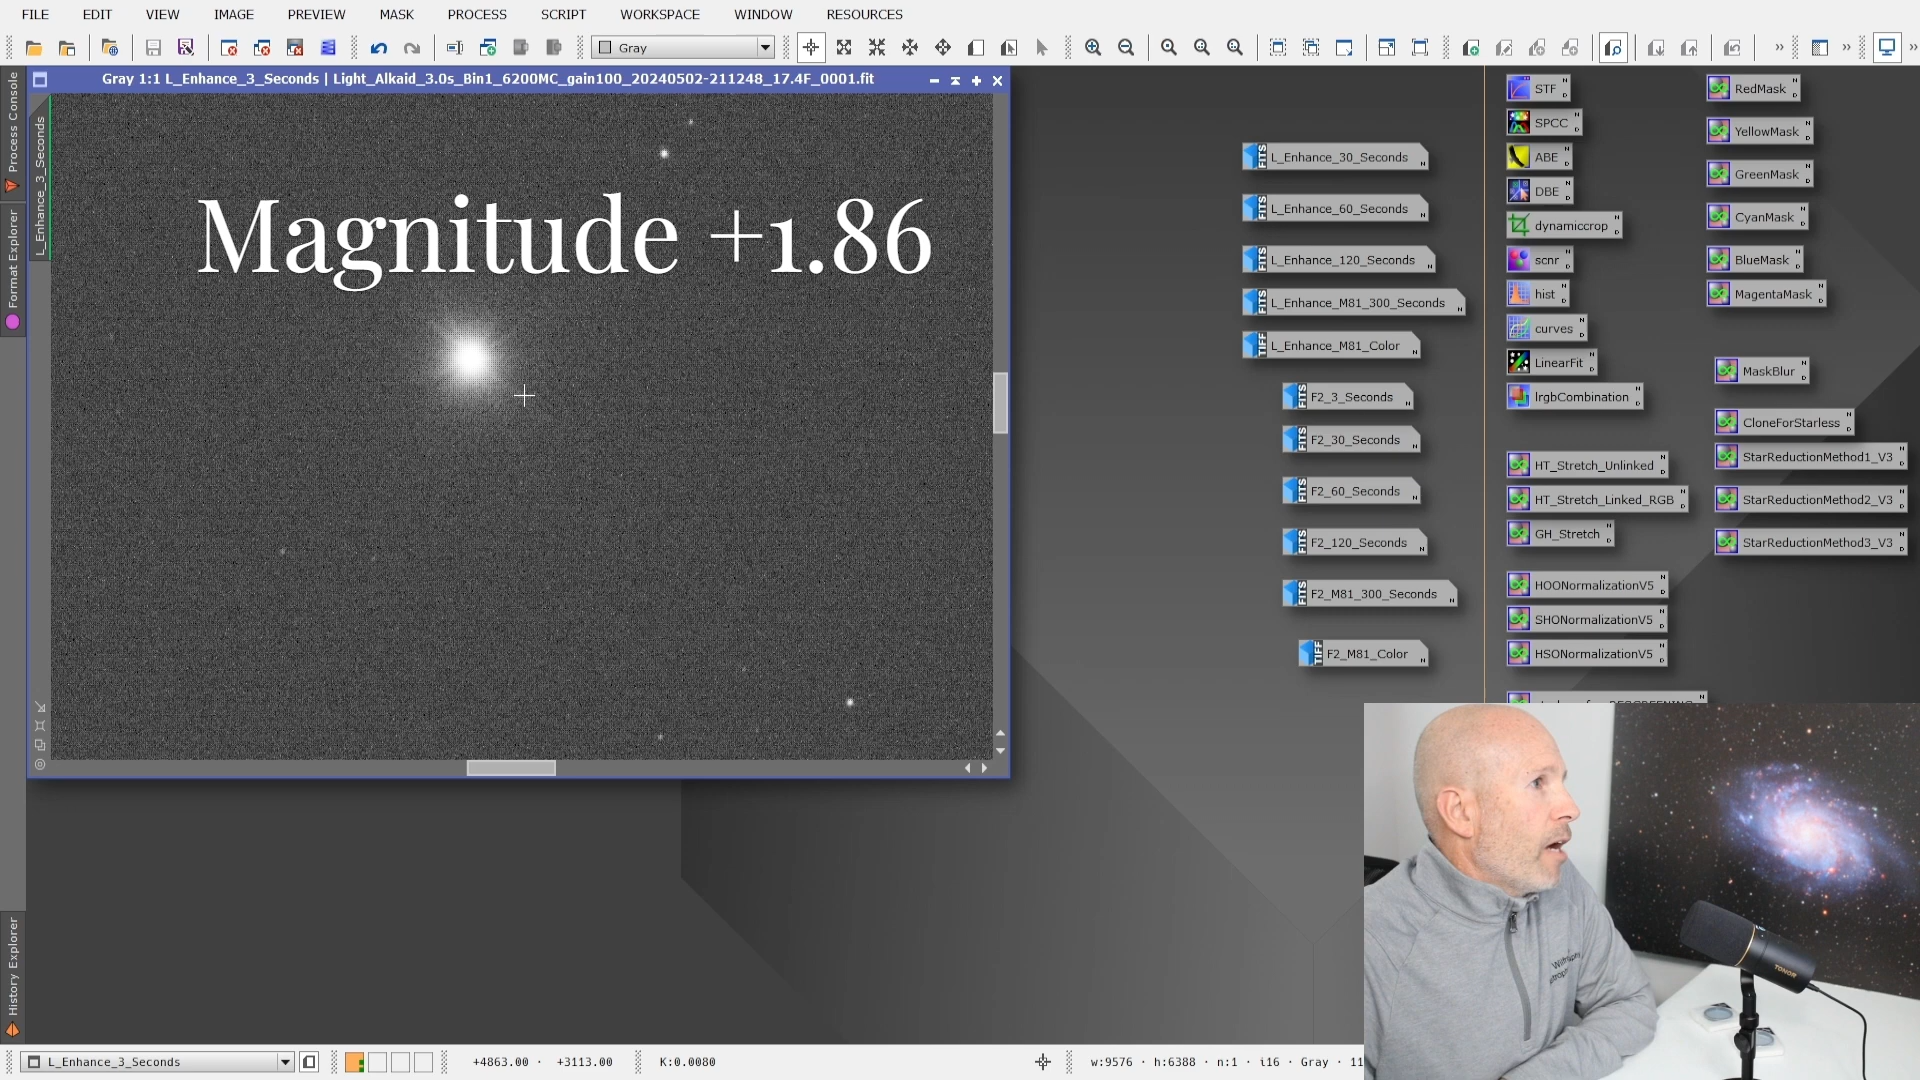 FILE EDIT VIEW IMAGE PREVIEW MASK PROCESS SCRIPT WORKSPACE WINDOW RESOURCES
Gray
Gray 1:1 L_Enhance_3_Seconds | Light_Alkaid_3.0s_Bin1_6200MC_gain100_20240502-211248_17.4F_0001.fit
Process Console
Format Explorer
History Explorer
L_Enhance_3_Seconds
Magnitude +1.86
L_Enhance_30_Seconds
L_Enhance_60_Seconds
L_Enhance_120_Seconds
L_Enhance_M81_300_Seconds
L_Enhance_M81_Color
F2_3_Seconds
F2_30_Seconds
F2_60_Seconds
F2_120_Seconds
F2_M81_300_Seconds
F2_M81_Color
STF
SPCC
ABE
DBE
dynamiccrop
scnr
hist
curves
LinearFit
lrgbCombination
HT_Stretch_Unlinked
HT_Stretch_Linked_RGB
GH_Stretch
HOONormalizationV5
SHONormalizationV5
HSONormalizationV5
RedMask
YellowMask
GreenMask
CyanMask
BlueMask
MagentaMask
MaskBlur
CloneForStarless
StarReductionMethod1_V3
StarReductionMethod2_V3
StarReductionMethod3_V3
TONOR
L_Enhance_3_Seconds
+4863.00 · +3113.00
K:0.0080
w:9576 · h:6388 · n:1 · i16 · Gray · 11